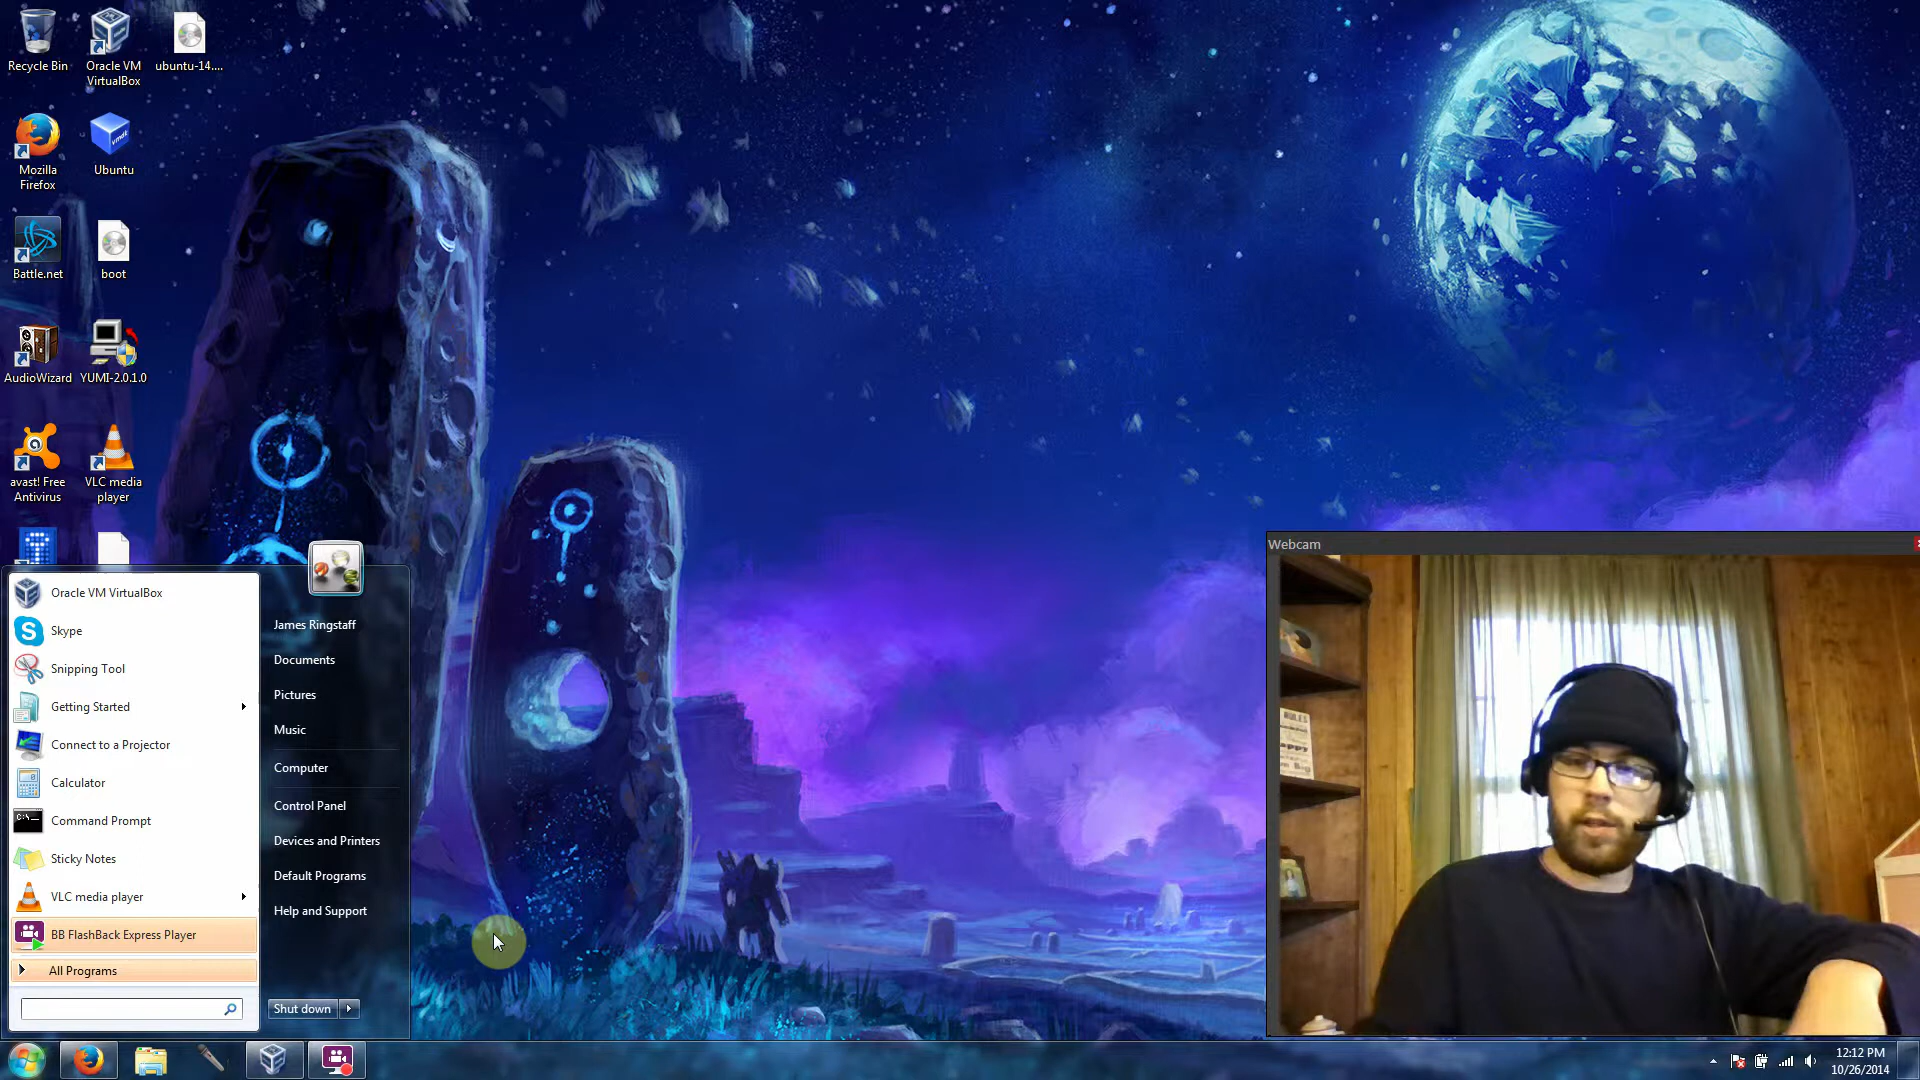 Recycle Bin
Oracle VM
VirtualBox
ubuntu-14....
Mozilla
Firefox
Ubuntu
Battle.net
boot
AudioWizard
YUMI-2.0.1.0
avast! Free
Antivirus
VLC media
player
Oracle VM VirtualBox
Skype
Snipping Tool
Getting Started
Connect to a Projector
Calculator
Command Prompt
Sticky Notes
VLC media player
BB FlashBack Express Player
All Programs
James Ringstaff
Documents
Pictures
Music
Computer
Control Panel
Devices and Printers
Default Programs
Help and Support
Shut down
Webcam
RULES
12:12 PM
10/26/2014